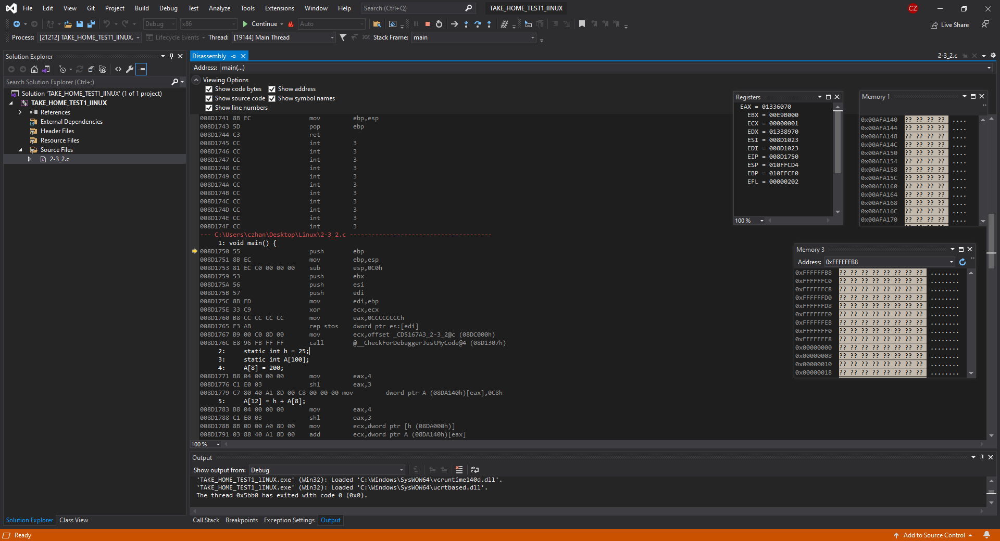 File Edit View Git Project Build Debug Test Analyze Tools Extensions Window Help Search (Ctrl+Q) TAKE_HOME_TEST1_lINUX CZ
Debug x86 Continue Auto Live Share
Process: [21212] TAKE_HOME_TEST1_lINUX. Lifecycle Events Thread: [19144] Main Thread Stack Frame: main
Solution Explorer
Search Solution Explorer (Ctrl+;)
Solution 'TAKE_HOME_TEST1_lINUX' (1 of 1 project)
TAKE_HOME_TEST1_lINUX
References
External Dependencies
Header Files
Resource Files
Source Files
2-3_2.c
Solution Explorer Class View
Disassembly 2-3_2.c
Address: main(...)
Viewing Options
Show code bytes Show address
Show source code Show symbol names
Show line numbers
008D1741 8B EC mov ebp,esp
008D1743 5D pop ebp
008D1744 C3 ret
008D1745 CC int 3
008D1746 CC int 3
008D1747 CC int 3
008D1748 CC int 3
008D1749 CC int 3
008D174A CC int 3
008D174B CC int 3
008D174C CC int 3
008D174D CC int 3
008D174E CC int 3
008D174F CC int 3
--- C:\Users\czhan\Desktop\Linux\2-3_2.c ---------------------------------------
1: void main() {
008D1750 55 push ebp
008D1751 8B EC mov ebp,esp
008D1753 81 EC C0 00 00 00 sub esp,0C0h
008D1759 53 push ebx
008D175A 56 push esi
008D175B 57 push edi
008D175C 8B FD mov edi,ebp
008D175E 33 C9 xor ecx,ecx
008D1760 B8 CC CC CC CC mov eax,0CCCCCCCCh
008D1765 F3 AB rep stos dword ptr es:[edi]
008D1767 B9 00 C0 8D 00 mov ecx,offset _CD5167A3_2-3_2@c (08DC000h)
008D176C E8 96 FB FF FF call @__CheckForDebuggerJustMyCode@4 (08D1307h)
2: static int h = 25;
3: static int A[100];
4: A[8] = 200;
008D1771 B8 04 00 00 00 mov eax,4
008D1776 C1 E0 03 shl eax,3
008D1779 C7 80 40 A1 8D 00 C8 00 00 00 mov dword ptr A (08DA140h)[eax],0C8h
5: A[12] = h + A[8];
008D1783 B8 04 00 00 00 mov eax,4
008D1788 C1 E0 03 shl eax,3
008D178B 8B 0D 00 A0 8D 00 mov ecx,dword ptr [h (08DA000h)]
008D1791 03 88 40 A1 8D 00 add ecx,dword ptr A (08DA140h)[eax]
100 %
Registers
EAX = 01336070
EBX = 00E9B000
ECX = 00000001
EDX = 01338970
ESI = 008D1023
EDI = 008D1023
EIP = 008D1750
ESP = 010FFCD4
EBP = 010FFCF0
EFL = 00000202
100 %
Memory 1
0x00AFA140 ?? ?? ?? ?? ....
0x00AFA144 ?? ?? ?? ?? ....
0x00AFA148 ?? ?? ?? ?? ....
0x00AFA14C ?? ?? ?? ?? ....
0x00AFA150 ?? ?? ?? ?? ....
0x00AFA154 ?? ?? ?? ?? ....
0x00AFA158 ?? ?? ?? ?? ....
0x00AFA15C ?? ?? ?? ?? ....
0x00AFA160 ?? ?? ?? ?? ....
0x00AFA164 ?? ?? ?? ?? ....
0x00AFA168 ?? ?? ?? ?? ....
0x00AFA16C ?? ?? ?? ?? ....
0x00AFA170 ?? ?? ?? ?? ....
Memory 3
Address: 0xFFFFFFB8
0xFFFFFFB8 ?? ?? ?? ?? ?? ?? ?? ?? ........
0xFFFFFFC0 ?? ?? ?? ?? ?? ?? ?? ?? ........
0xFFFFFFC8 ?? ?? ?? ?? ?? ?? ?? ?? ........
0xFFFFFFD0 ?? ?? ?? ?? ?? ?? ?? ?? ........
0xFFFFFFD8 ?? ?? ?? ?? ?? ?? ?? ?? ........
0xFFFFFFE0 ?? ?? ?? ?? ?? ?? ?? ?? ........
0xFFFFFFE8 ?? ?? ?? ?? ?? ?? ?? ?? ........
0xFFFFFFF0 ?? ?? ?? ?? ?? ?? ?? ?? ........
0xFFFFFFF8 ?? ?? ?? ?? ?? ?? ?? ?? ........
0x00000000 ?? ?? ?? ?? ?? ?? ?? ?? ........
0x00000008 ?? ?? ?? ?? ?? ?? ?? ?? ........
0x00000010 ?? ?? ?? ?? ?? ?? ?? ?? ........
0x00000018 ?? ?? ?? ?? ?? ?? ?? ?? ........
Output
Show output from: Debug
'TAKE_HOME_TEST1_lINUX.exe' (Win32): Loaded 'C:\Windows\SysWOW64\vcruntime140d.dll'.
'TAKE_HOME_TEST1_lINUX.exe' (Win32): Loaded 'C:\Windows\SysWOW64\ucrtbased.dll'.
The thread 0x5bb0 has exited with code 0 (0x0).
Call Stack Breakpoints Exception Settings Output
Ready Add to Source Control